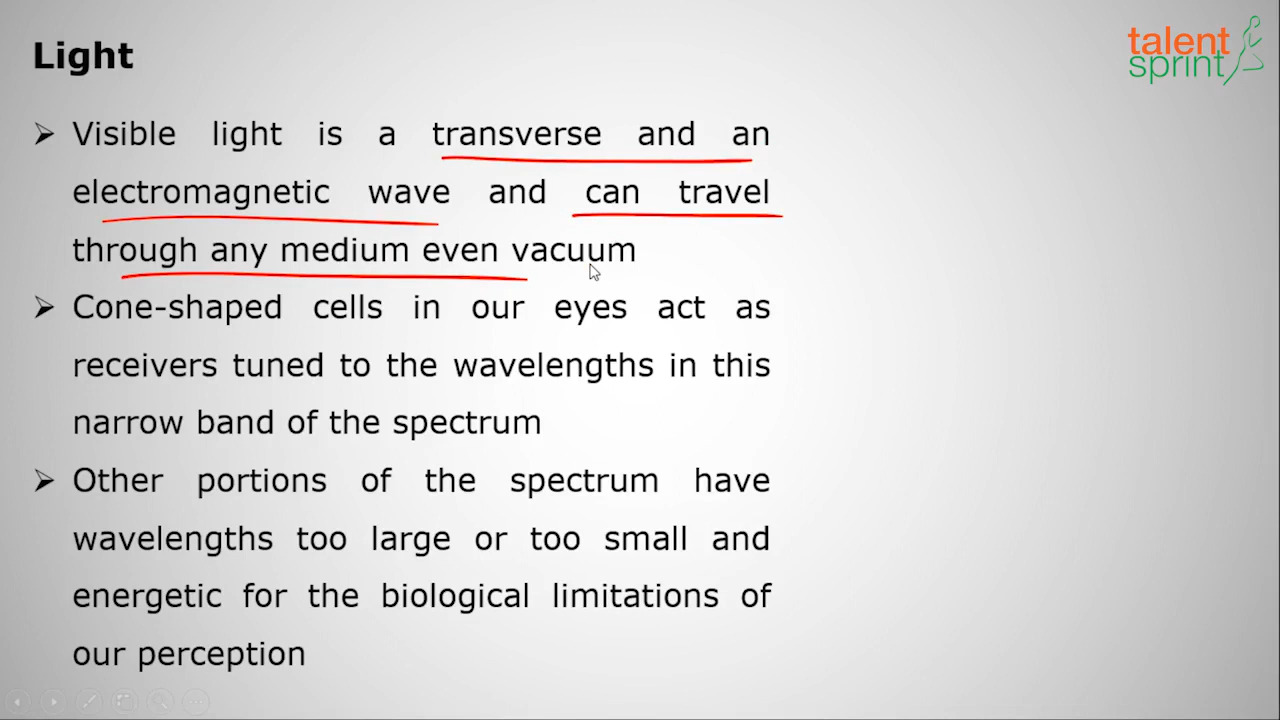 Light
talent
sprint
➢ Visible light is a transverse and an
electromagnetic wave and can travel
through any medium even vacuum
➢ Cone-shaped cells in our eyes act as
receivers tuned to the wavelengths in this
narrow band of the spectrum
➢ Other portions of the spectrum have
wavelengths too large or too small and
energetic for the biological limitations of
our perception